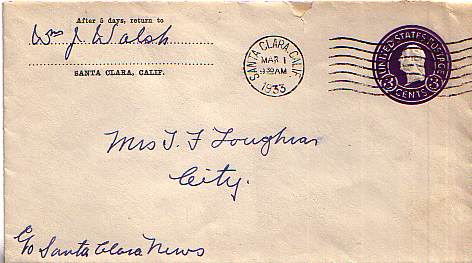 After 5 days, return to
Wm J Walsh
SANTA CLARA, CALIF.
SANTA CLARA, CALIF.
MAR 1
9 30 AM
1933
UNITED STATES POSTAGE
3 CENTS 3
Mrs T. F Loughran
City.
C/o Santa Clara News